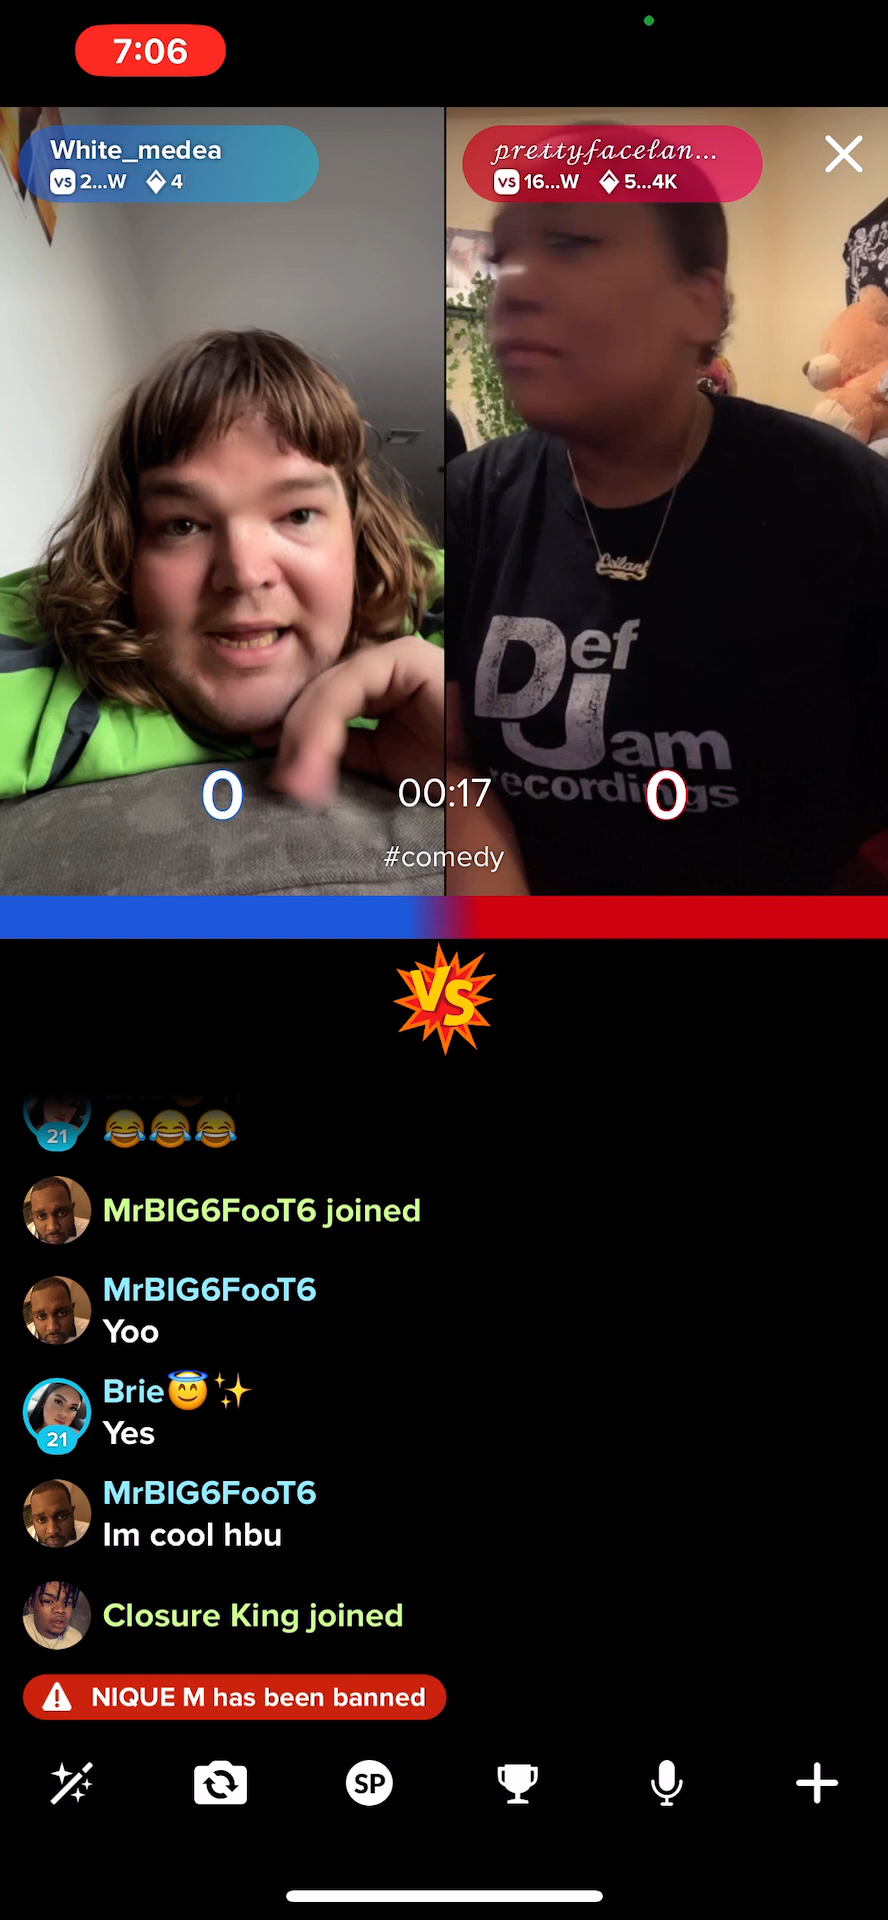 7:06
White_medea
VS 2...W 4
prettyfacelan...
VS 16...W 5...4K
Def
Jam
recordings
0
00:17
0
#comedy
VS
21
😂😂😂
MrBIG6FooT6 joined
MrBIG6FooT6
Yoo
Brie😇✨
21
Yes
MrBIG6FooT6
Im cool hbu
Closure King joined
NIQUE M has been banned
SP